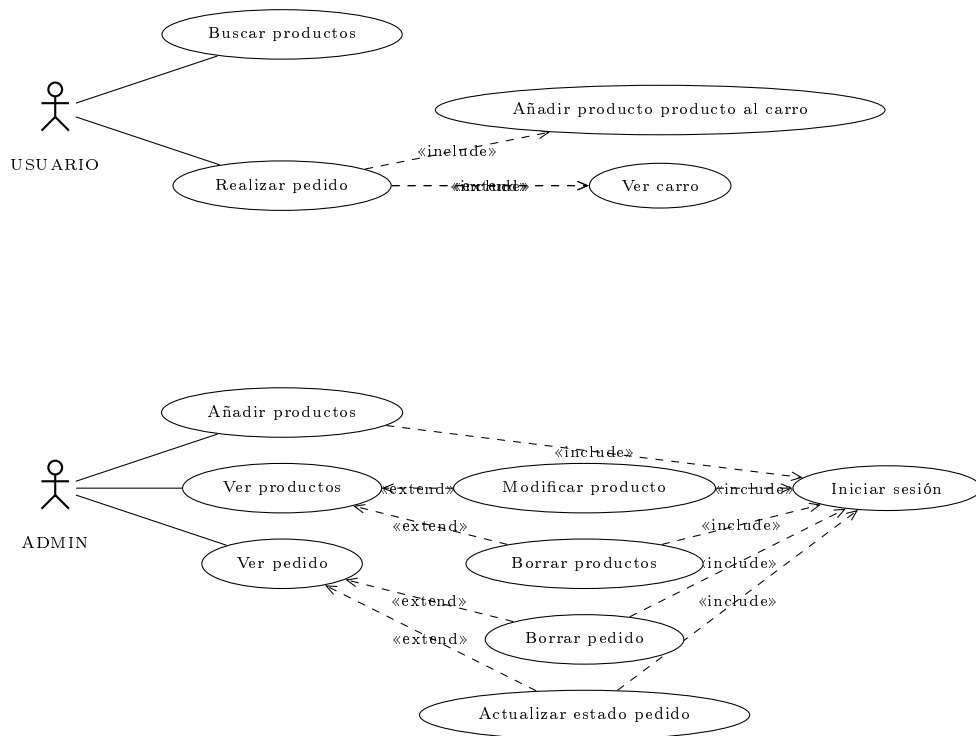 Buscar productos
Añadir producto producto al carro
«include»
USUARIO
Realizar pedido
«include»
«extend»
Ver carro
Añadir productos
«include»
Ver productos
«extend»
Modificar producto
«include»
Iniciar sesión
«extend»
«include»
ADMIN
Ver pedido
Borrar productos
«include»
«extend»
«include»
Borrar pedido
«extend»
Actualizar estado pedido